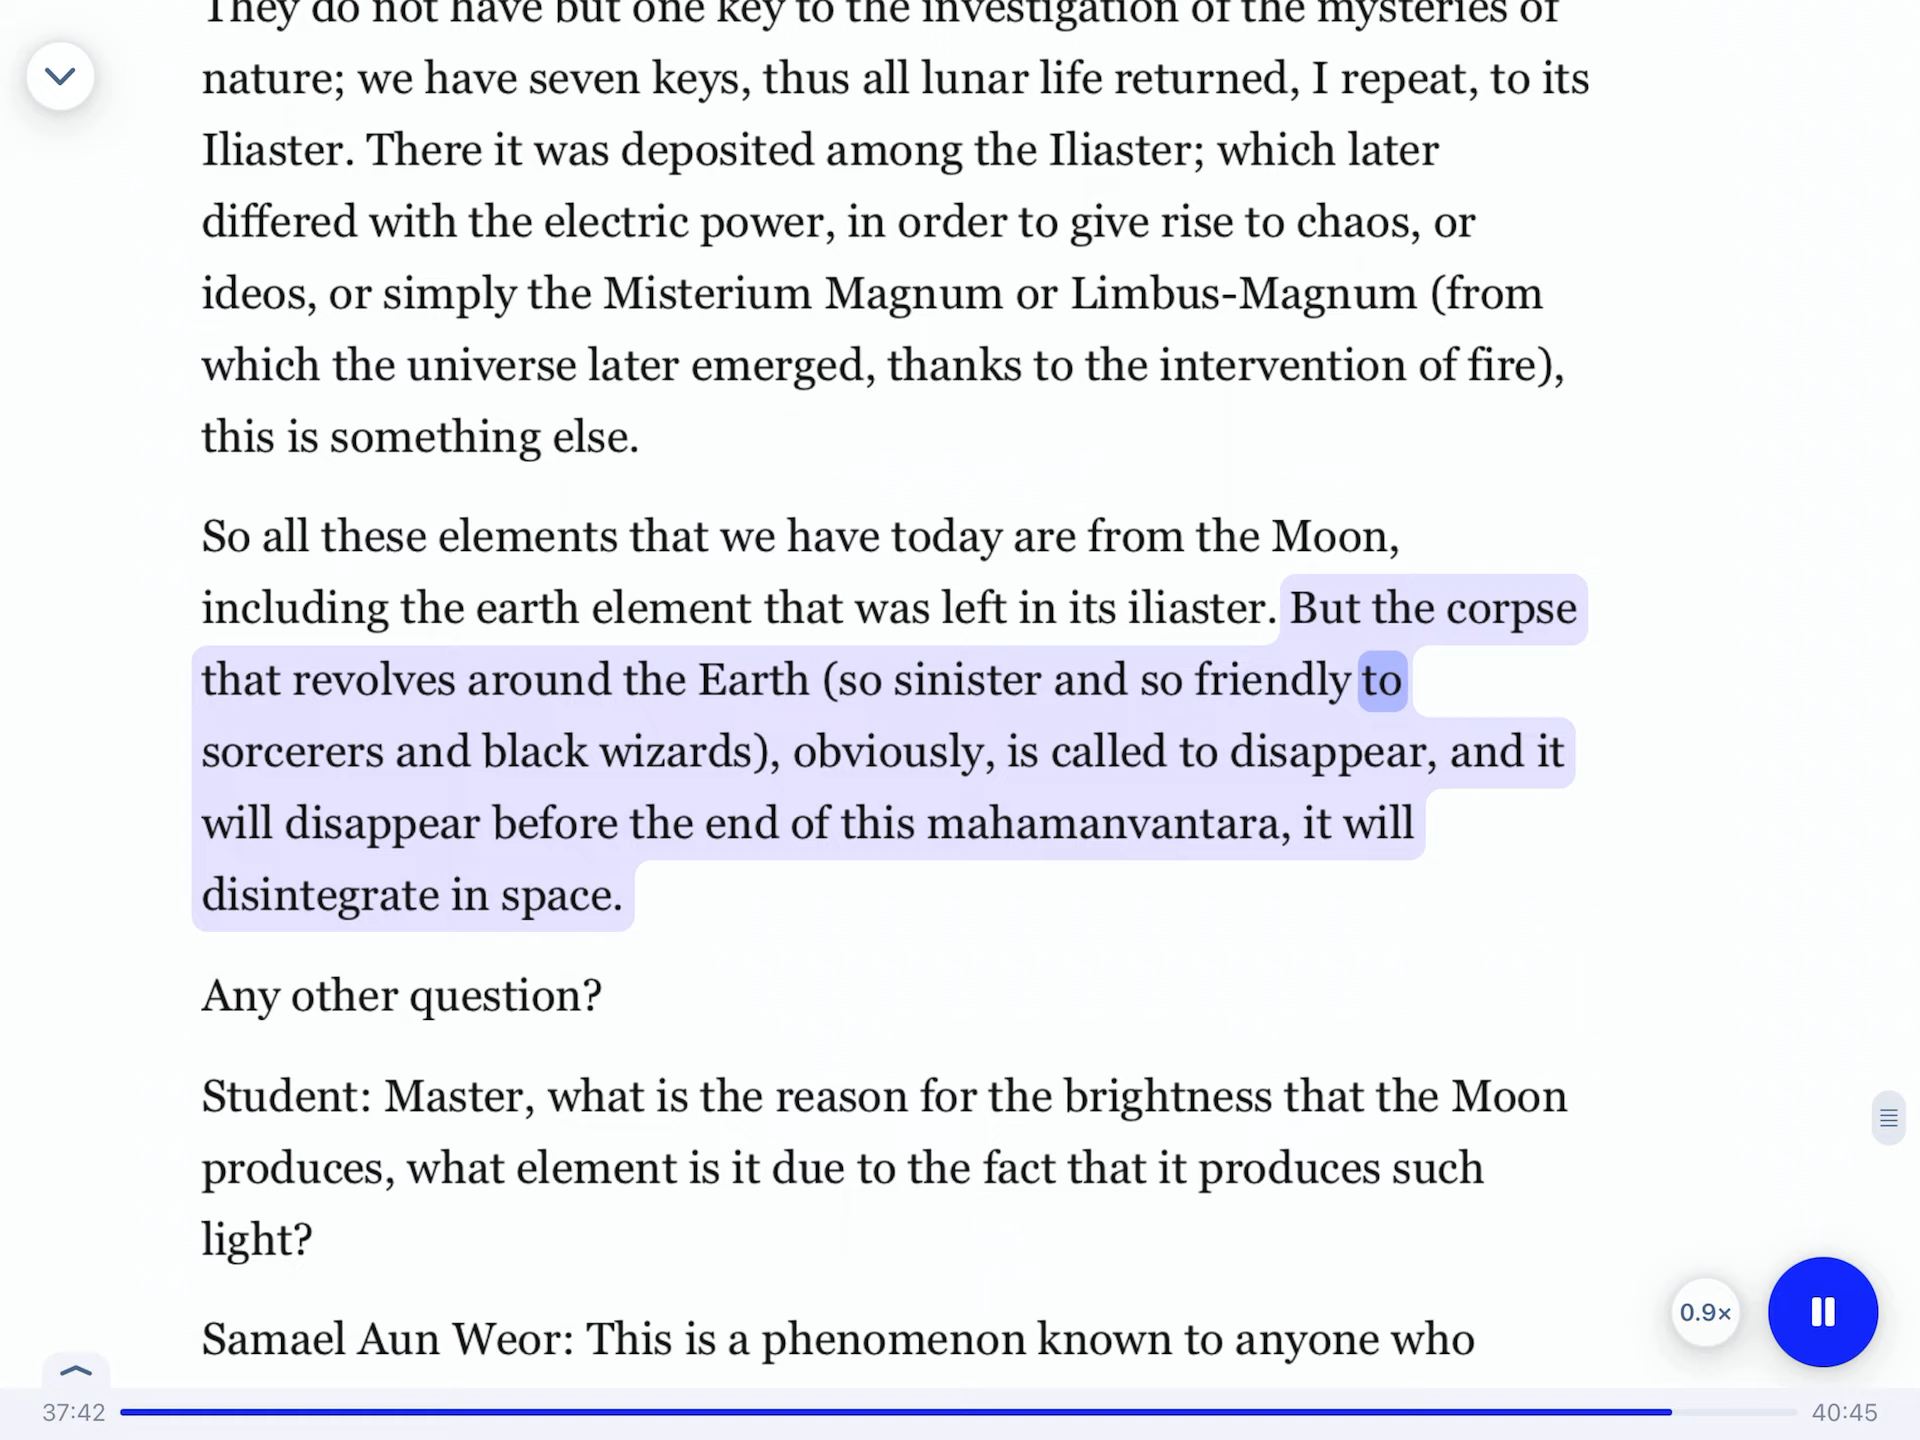 They do not have but one key to the investigation of the mysteries of
nature; we have seven keys, thus all lunar life returned, I repeat, to its
Iliaster. There it was deposited among the Iliaster; which later
differed with the electric power, in order to give rise to chaos, or
ideos, or simply the Misterium Magnum or Limbus-Magnum (from
which the universe later emerged, thanks to the intervention of fire),
this is something else.
So all these elements that we have today are from the Moon,
including the earth element that was left in its iliaster. But the corpse
that revolves around the Earth (so sinister and so friendly to
sorcerers and black wizards), obviously, is called to disappear, and it
will disappear before the end of this mahamanvantara, it will
disintegrate in space.
Any other question?
Student: Master, what is the reason for the brightness that the Moon
produces, what element is it due to the fact that it produces such
light?
Samael Aun Weor: This is a phenomenon known to anyone who
0.9×
37:42
40:45